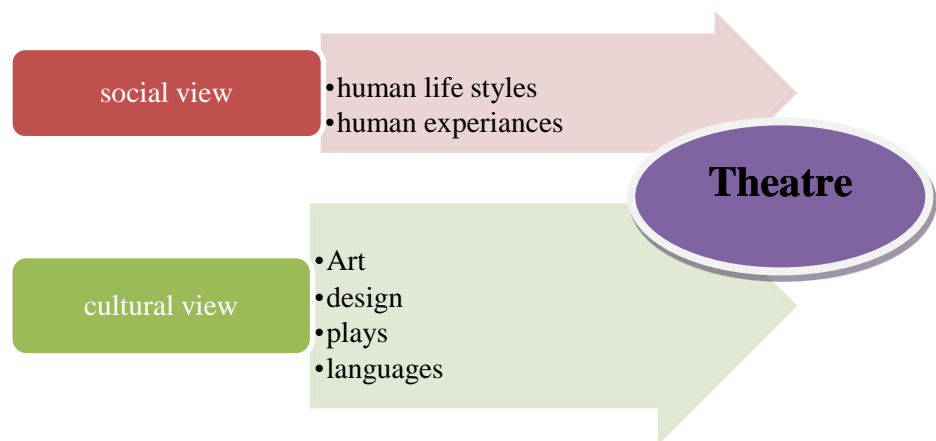 social view
•human life styles
•human experiances
Theatre
cultural view
•Art
•design
•plays
•languages